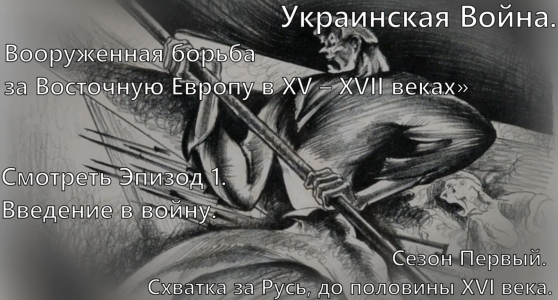 Украинская Война.
Вооруженная борьба
за Восточную Европу в XV – XVII веках»
Смотреть Эпизод 1.
Введение в войну.
Сезон Первый.
Схватка за Русь, до половины XVI века.